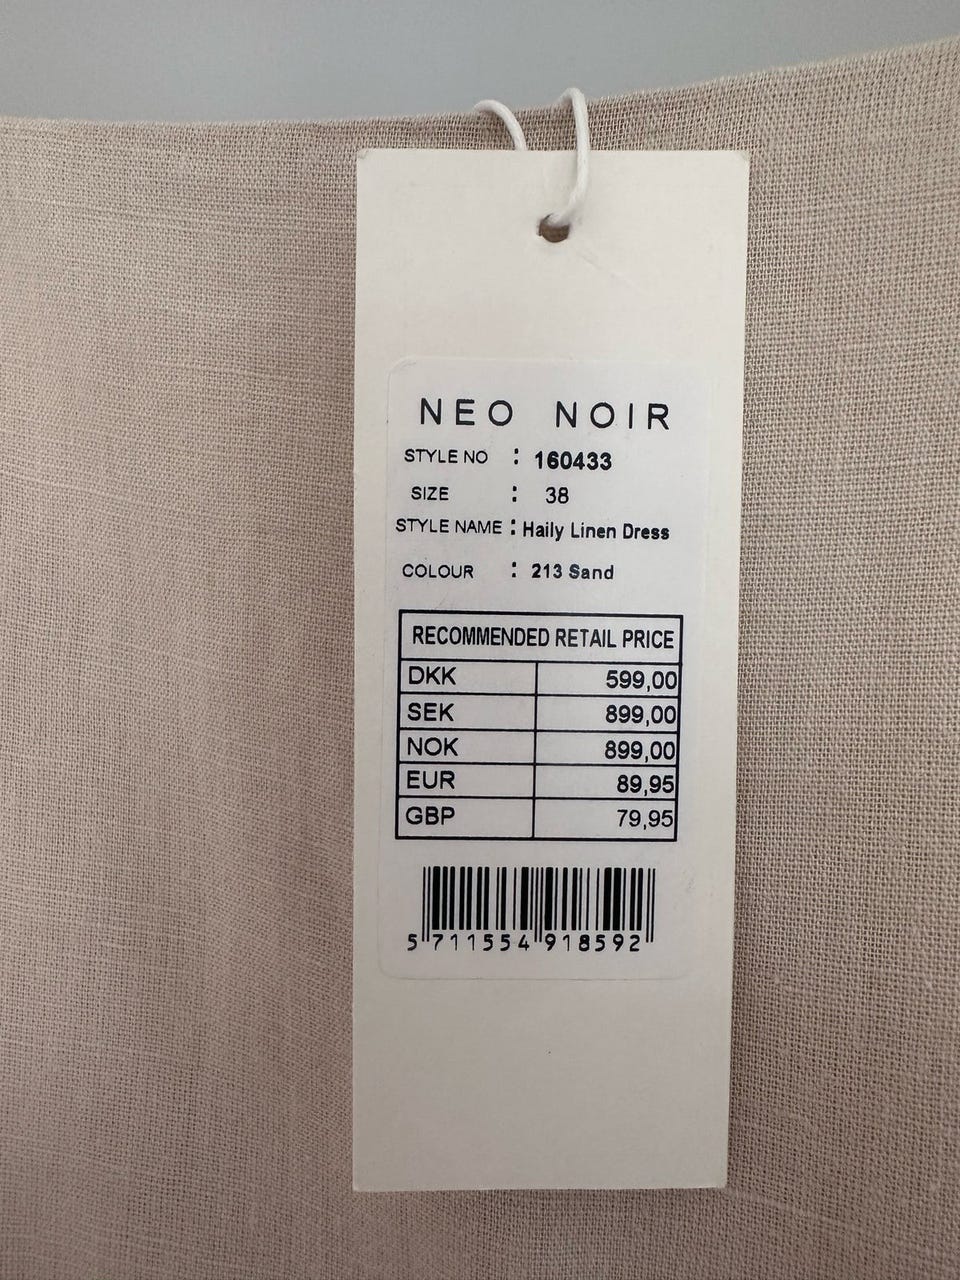 NEO NOIR
STYLE NO : 160433
SIZE : 38
STYLE NAME : Haily Linen Dress
COLOUR : 213 Sand
RECOMMENDED RETAIL PRICE
DKK 599,00
SEK 899,00
NOK 899,00
EUR 89,95
GBP 79,95
5 711554 918592